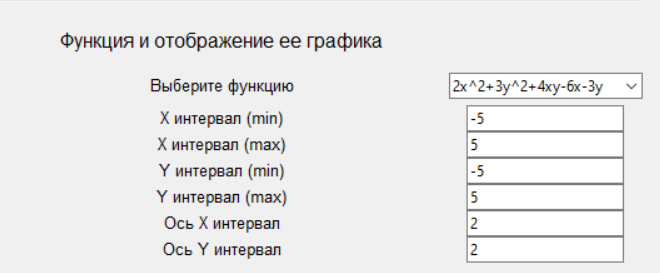 Функция и отображение ее графика
Выберите функцию 2x^2+3y^2+4xy-6x-3y
X интервал (min) -5
X интервал (max) 5
Y интервал (min) -5
Y интервал (max) 5
Ось X интервал 2
Ось Y интервал 2